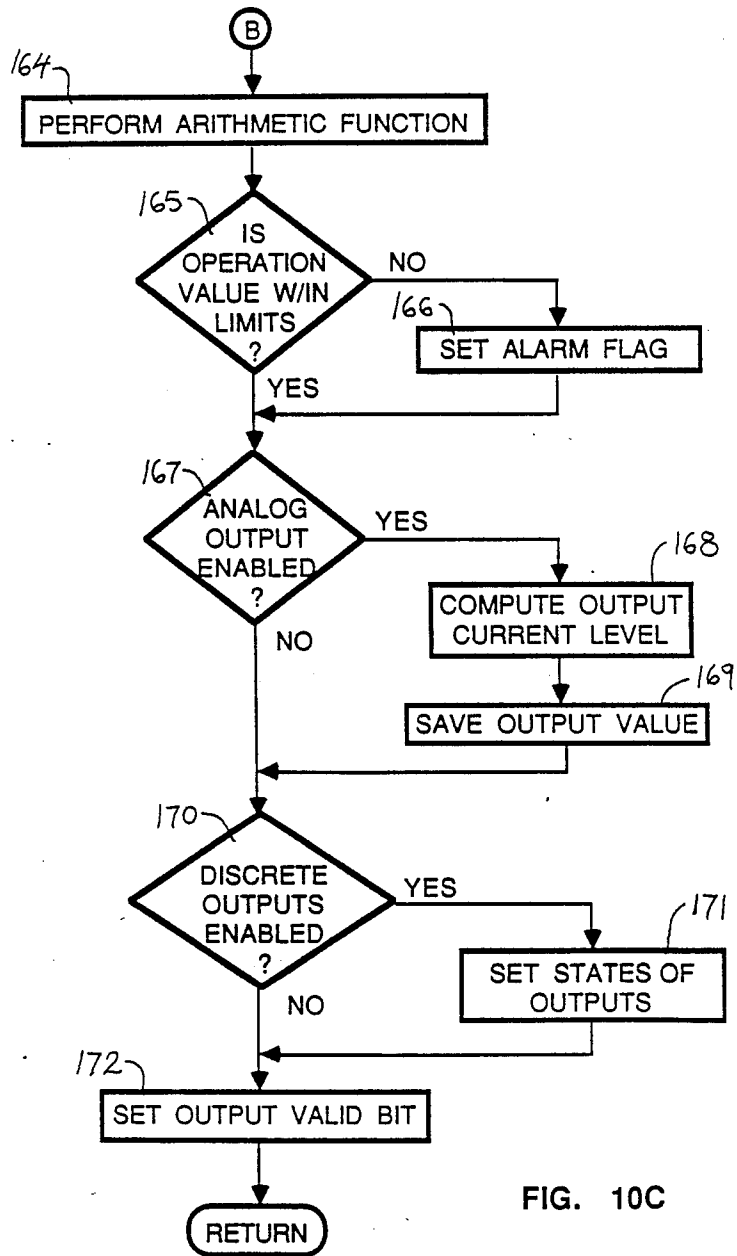 B
164
PERFORM ARITHMETIC FUNCTION
165
IS
OPERATION
VALUE W/IN
LIMITS
?
NO
166
SET ALARM FLAG
YES
167
ANALOG
OUTPUT
ENABLED
?
YES
168
COMPUTE OUTPUT
CURRENT LEVEL
NO
169
SAVE OUTPUT VALUE
170
DISCRETE
OUTPUTS
ENABLED
?
YES
171
SET STATES OF
OUTPUTS
NO
172
SET OUTPUT VALID BIT
RETURN
FIG. 10C